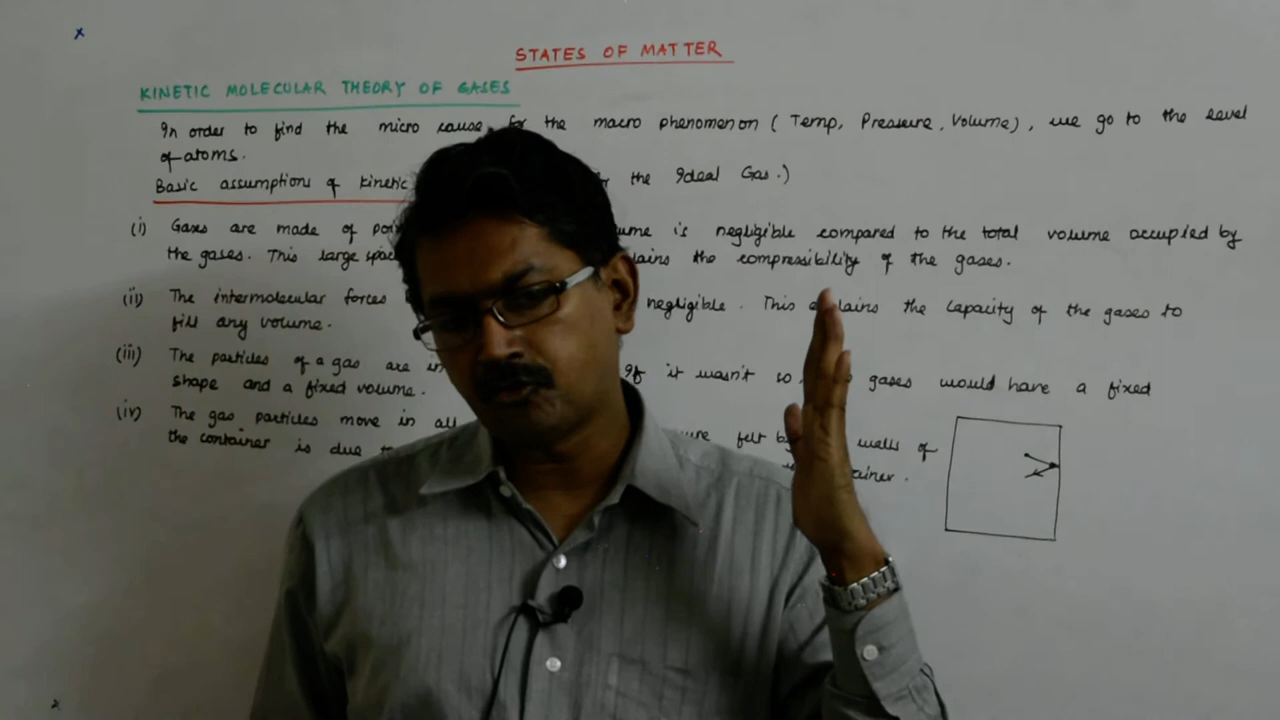 STATES OF MATTER
KINETIC MOLECULAR THEORY OF GASES
In order to find the micro cause for the macro phenomenon ( Temp, Pressure, Volume) , we go to the level
of atoms.
Basic assumptions of kinetic the Ideal Gas.)
(i) Gases are made of is negligible compared to the total volume occupied by
the gases. This large the compressibility of the gases.
(ii) The intermolecular forces negligible. This the capacity of the gases to
fill any volume.
(iii) The particles of a gas are If it wasn't so gases would have a fixed
shape and a fixed volume.
(iv) The gas particles move in all felt walls of
the container is due